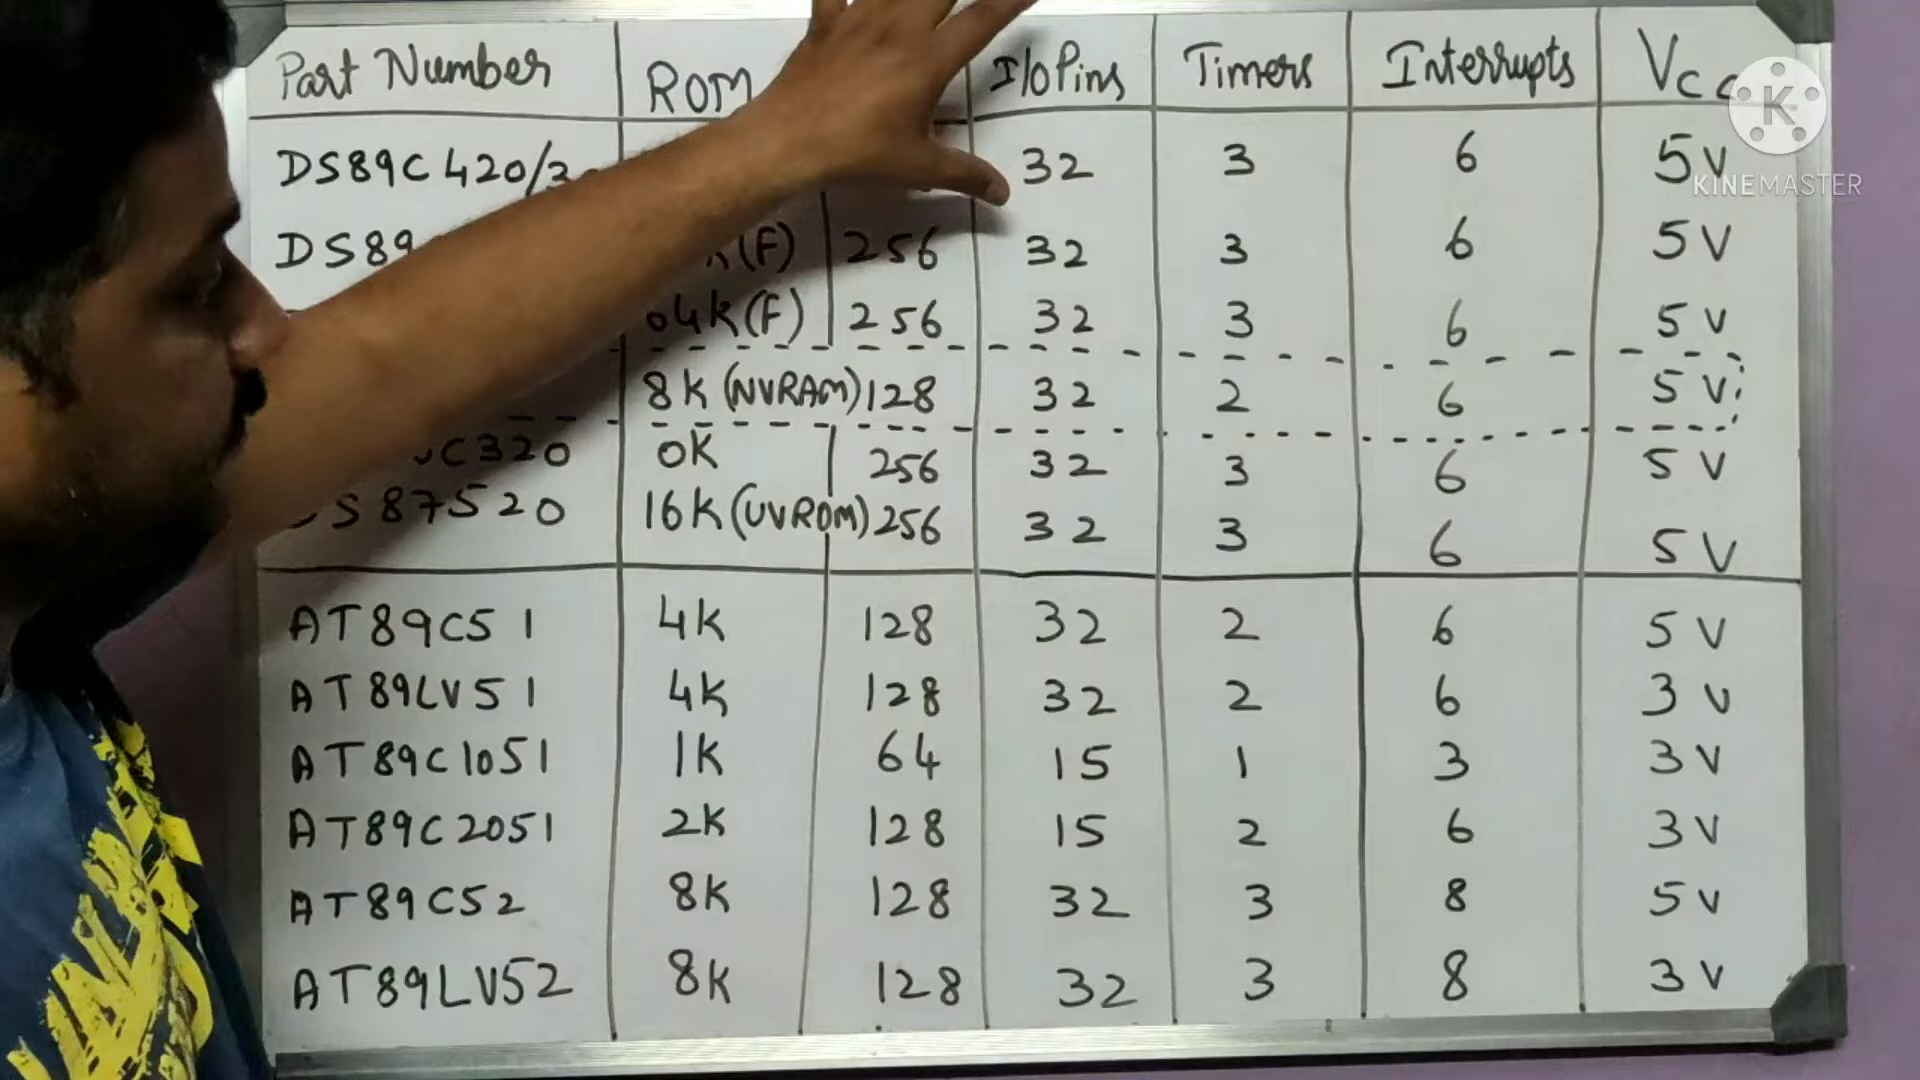 Part Number ROM I/O Pins Timers Interrupts Vcc
DS89C420/3 32 3 6 5V
DS89 K(F) 256 32 3 6 5V
04K(F) 256 32 3 6 5V
8K (NVRAM) 128 32 2 6 5V
C320 0K 256 32 3 6 5V
DS87520 16K (UVROM) 256 32 3 6 5V
AT89C51 4K 128 32 2 6 5V
AT89LV51 4K 128 32 2 6 3V
AT89C1051 1K 64 15 1 3 3V
AT89C2051 2K 128 15 2 6 3V
AT89C52 8K 128 32 3 8 5V
AT89LV52 8K 128 32 3 8 3V
K
KINEMASTER